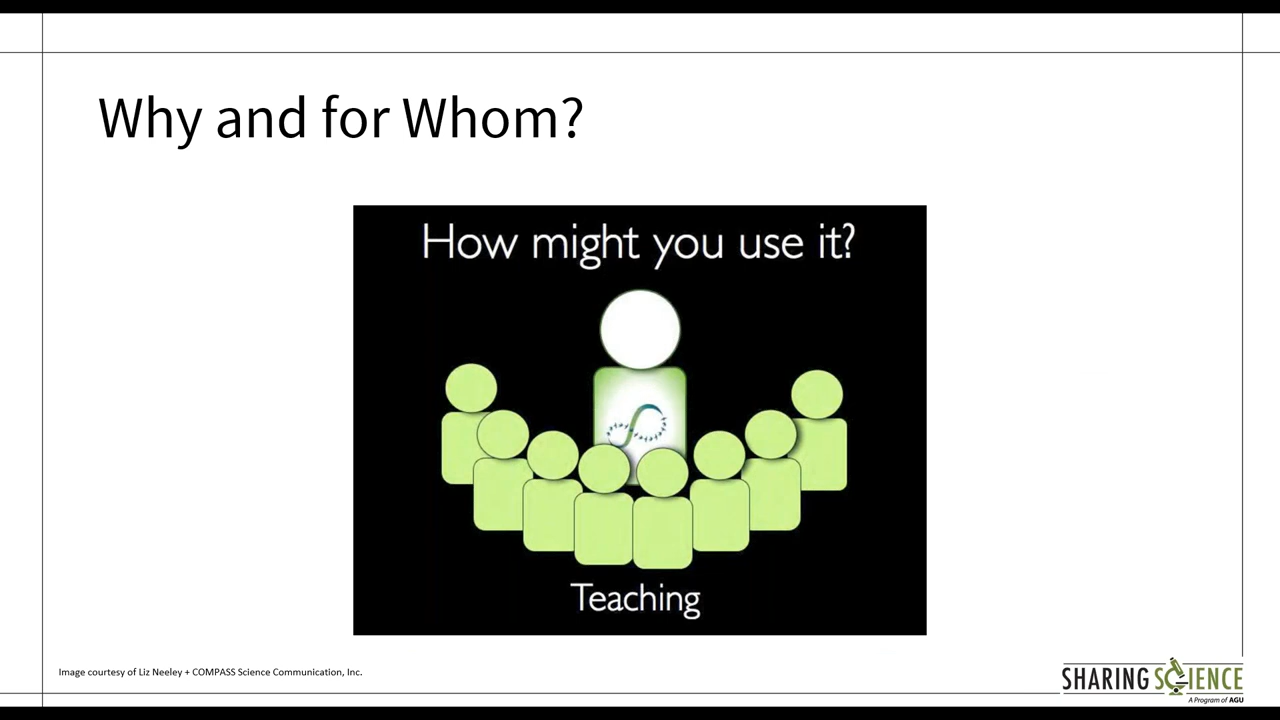 Why and for Whom?
How might you use it?
Teaching
Image courtesy of Liz Neeley + COMPASS Science Communication, Inc.
SHARING SCIENCE
A Program of AGU